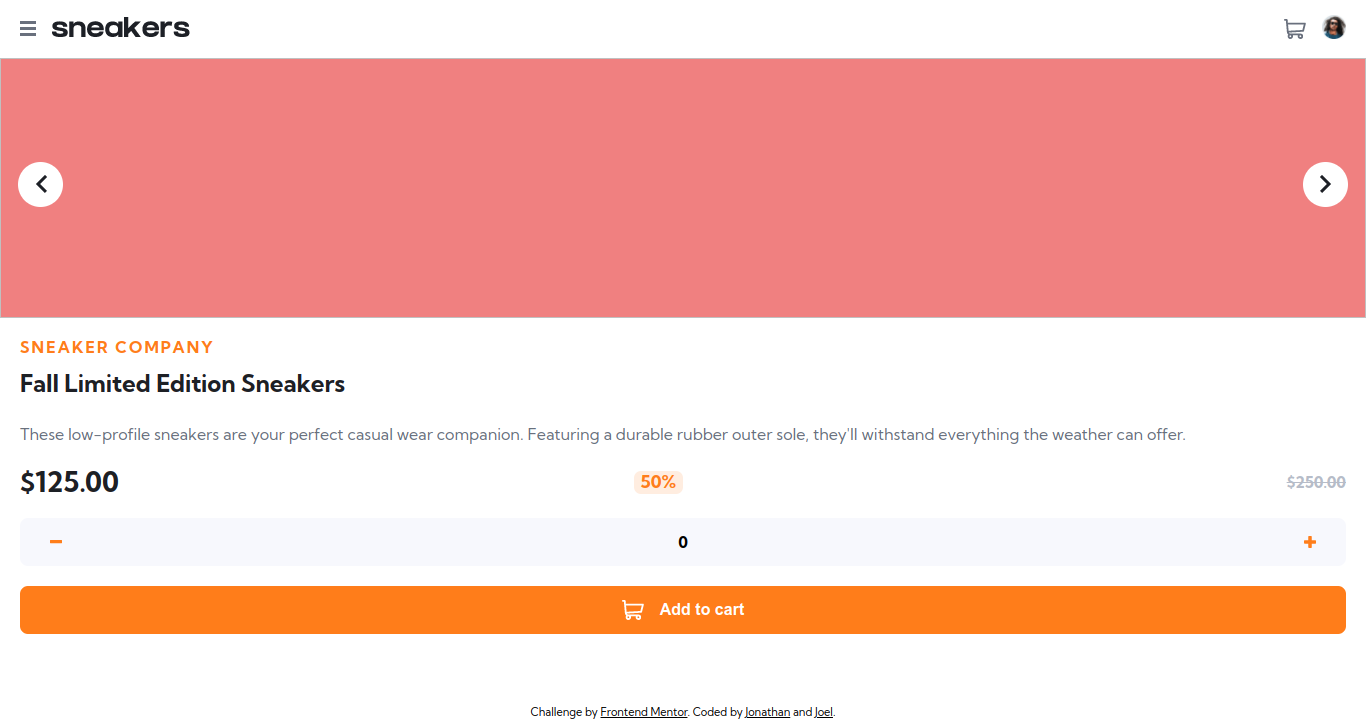 sneakers
SNEAKER COMPANY
Fall Limited Edition Sneakers
These low-profile sneakers are your perfect casual wear companion. Featuring a durable rubber outer sole, they'll withstand everything the weather can offer.
$125.00 50% $250.00
0
Add to cart
Challenge by Frontend Mentor. Coded by Jonathan and Joel.